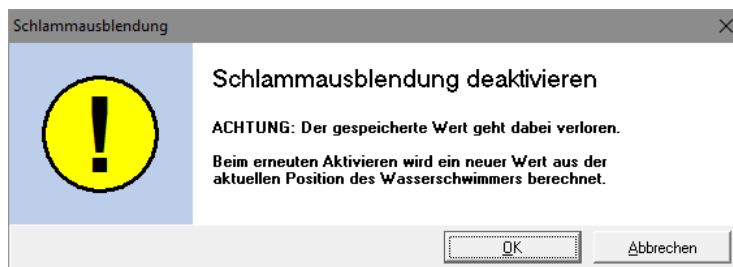 Schlammausblendung
Schlammausblendung deaktivieren
ACHTUNG: Der gespeicherte Wert geht dabei verloren.
Beim erneuten Aktivieren wird ein neuer Wert aus der
aktuellen Position des Wasserschwimmers berechnet.
OK
Abbrechen